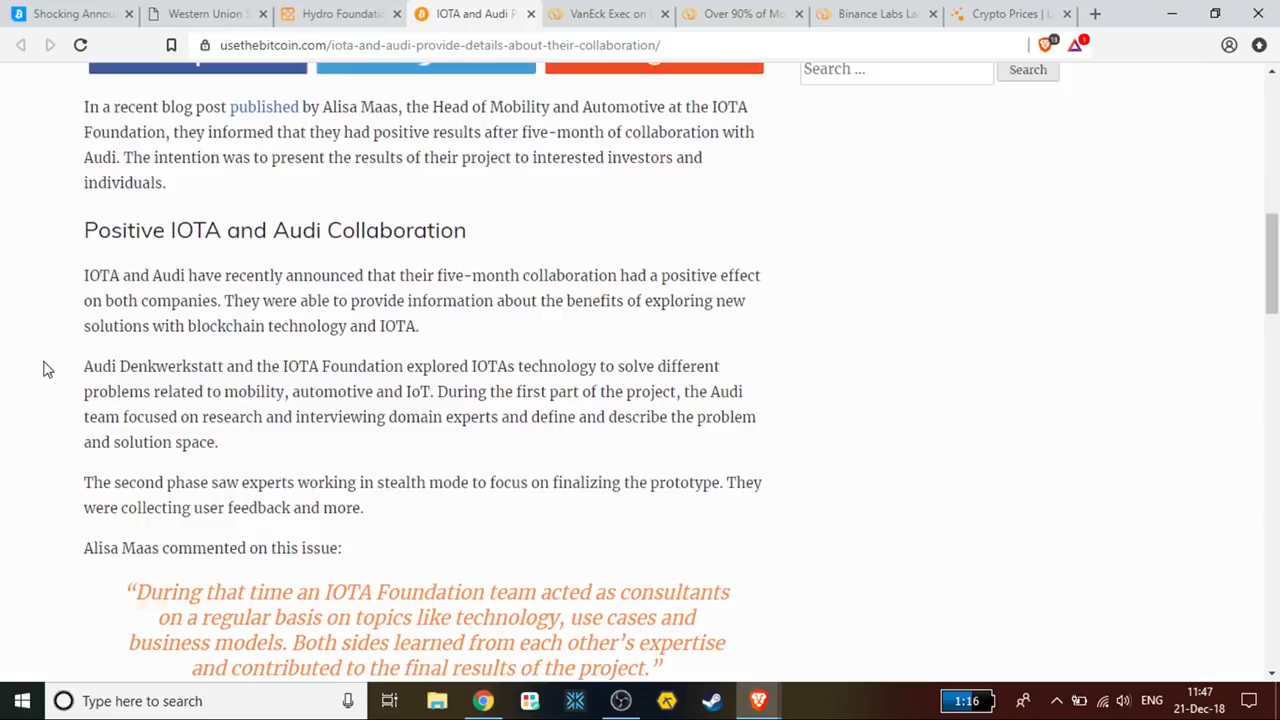 Shocking Annou
Western Union S
Hydro Foundatio
IOTA and Audi P
VanEck Exec on
Over 90% of Mo
Binance Labs La
Crypto Prices | L
usethebitcoin.com/iota-and-audi-provide-details-about-their-collaboration/
13
1
Search ...
Search
In a recent blog post published by Alisa Maas, the Head of Mobility and Automotive at the IOTA
Foundation, they informed that they had positive results after five-month of collaboration with
Audi. The intention was to present the results of their project to interested investors and
individuals.
Positive IOTA and Audi Collaboration
IOTA and Audi have recently announced that their five-month collaboration had a positive effect
on both companies. They were able to provide information about the benefits of exploring new
solutions with blockchain technology and IOTA.
Audi Denkwerkstatt and the IOTA Foundation explored IOTAs technology to solve different
problems related to mobility, automotive and IoT. During the first part of the project, the Audi
team focused on research and interviewing domain experts and define and describe the problem
and solution space.
The second phase saw experts working in stealth mode to focus on finalizing the prototype. They
were collecting user feedback and more.
Alisa Maas commented on this issue:
“During that time an IOTA Foundation team acted as consultants
on a regular basis on topics like technology, use cases and
business models. Both sides learned from each other’s expertise
and contributed to the final results of the project.”
Type here to search
1:16
ENG
11:47
21-Dec-18